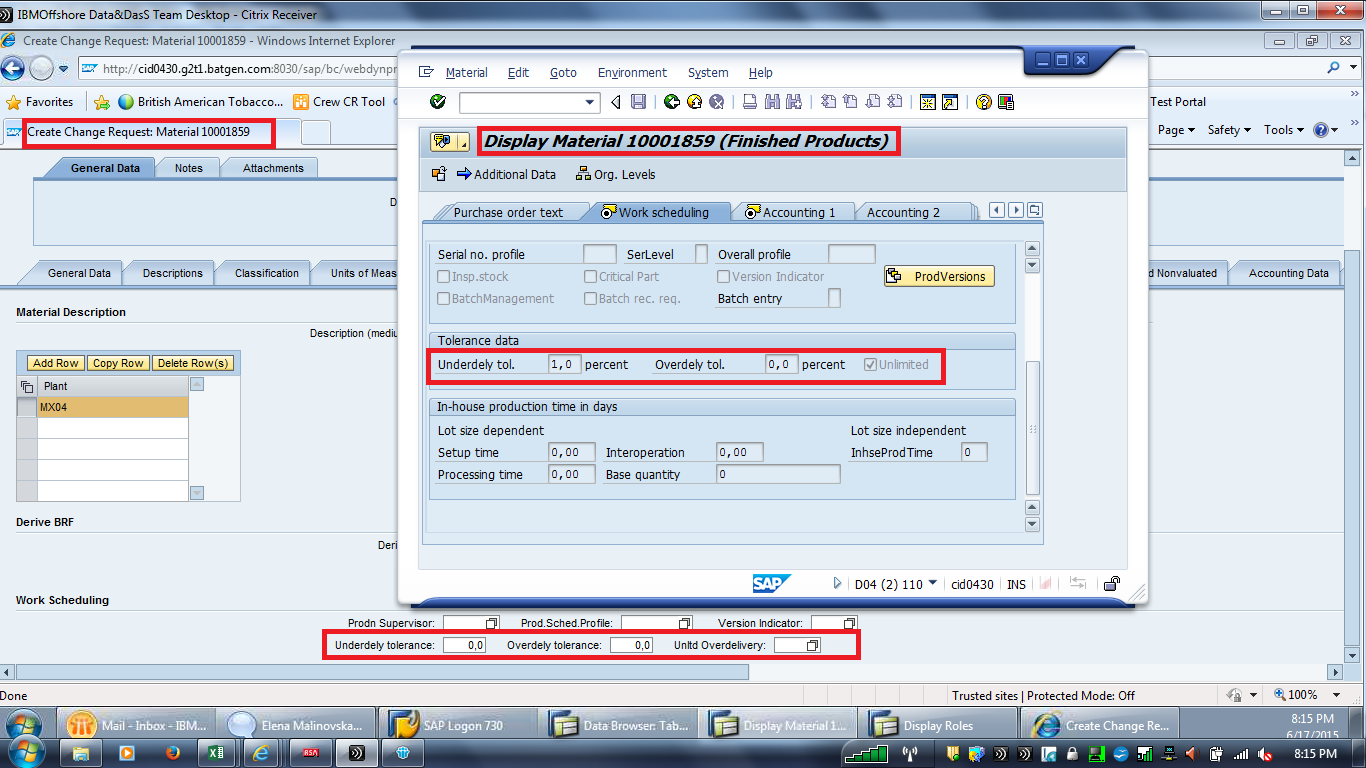 IBMOffshore Data&DasS Team Desktop - Citrix Receiver
Create Change Request: Material 10001859 - Windows Internet Explorer
http://cid0430.g2t1.batgen.com:8030/sap/bc/webdynpr
Favorites British American Tobacco... Crew CR Tool Test Portal
Create Change Request: Material 10001859 Page Safety Tools
General Data Notes Attachments
General Data Descriptions Classification Units of Meas d Nonvaluated Accounting Data
Material Description
Description (mediu
Add Row Copy Row Delete Row(s)
Plant
MX04
Derive BRF
Deri
Work Scheduling
Prodn Supervisor: Prod.Sched.Profile: Version Indicator:
Underdely tolerance: 0,0 Overdely tolerance: 0,0 Unltd Overdelivery:
Material Edit Goto Environment System Help
Display Material 10001859 (Finished Products)
Additional Data Org. Levels
Purchase order text Work scheduling Accounting 1 Accounting 2
Serial no. profile SerLevel Overall profile
Insp.stock Critical Part Version Indicator ProdVersions
BatchManagement Batch rec. req. Batch entry
Tolerance data
Underdely tol. 1,0 percent Overdely tol. 0,0 percent Unlimited
In-house production time in days
Lot size dependent Lot size independent
Setup time 0,00 Interoperation 0,00 InhseProdTime 0
Processing time 0,00 Base quantity 0
SAP D04 (2) 110 cid0430 INS
Done Trusted sites | Protected Mode: Off 100%
Mail - Inbox - IBM... Elena Malinovska... SAP Logon 730 Data Browser: Tab... Display Material 1... Display Roles Create Change Re... 8:15 PM
6/17/2015
8:15 PM